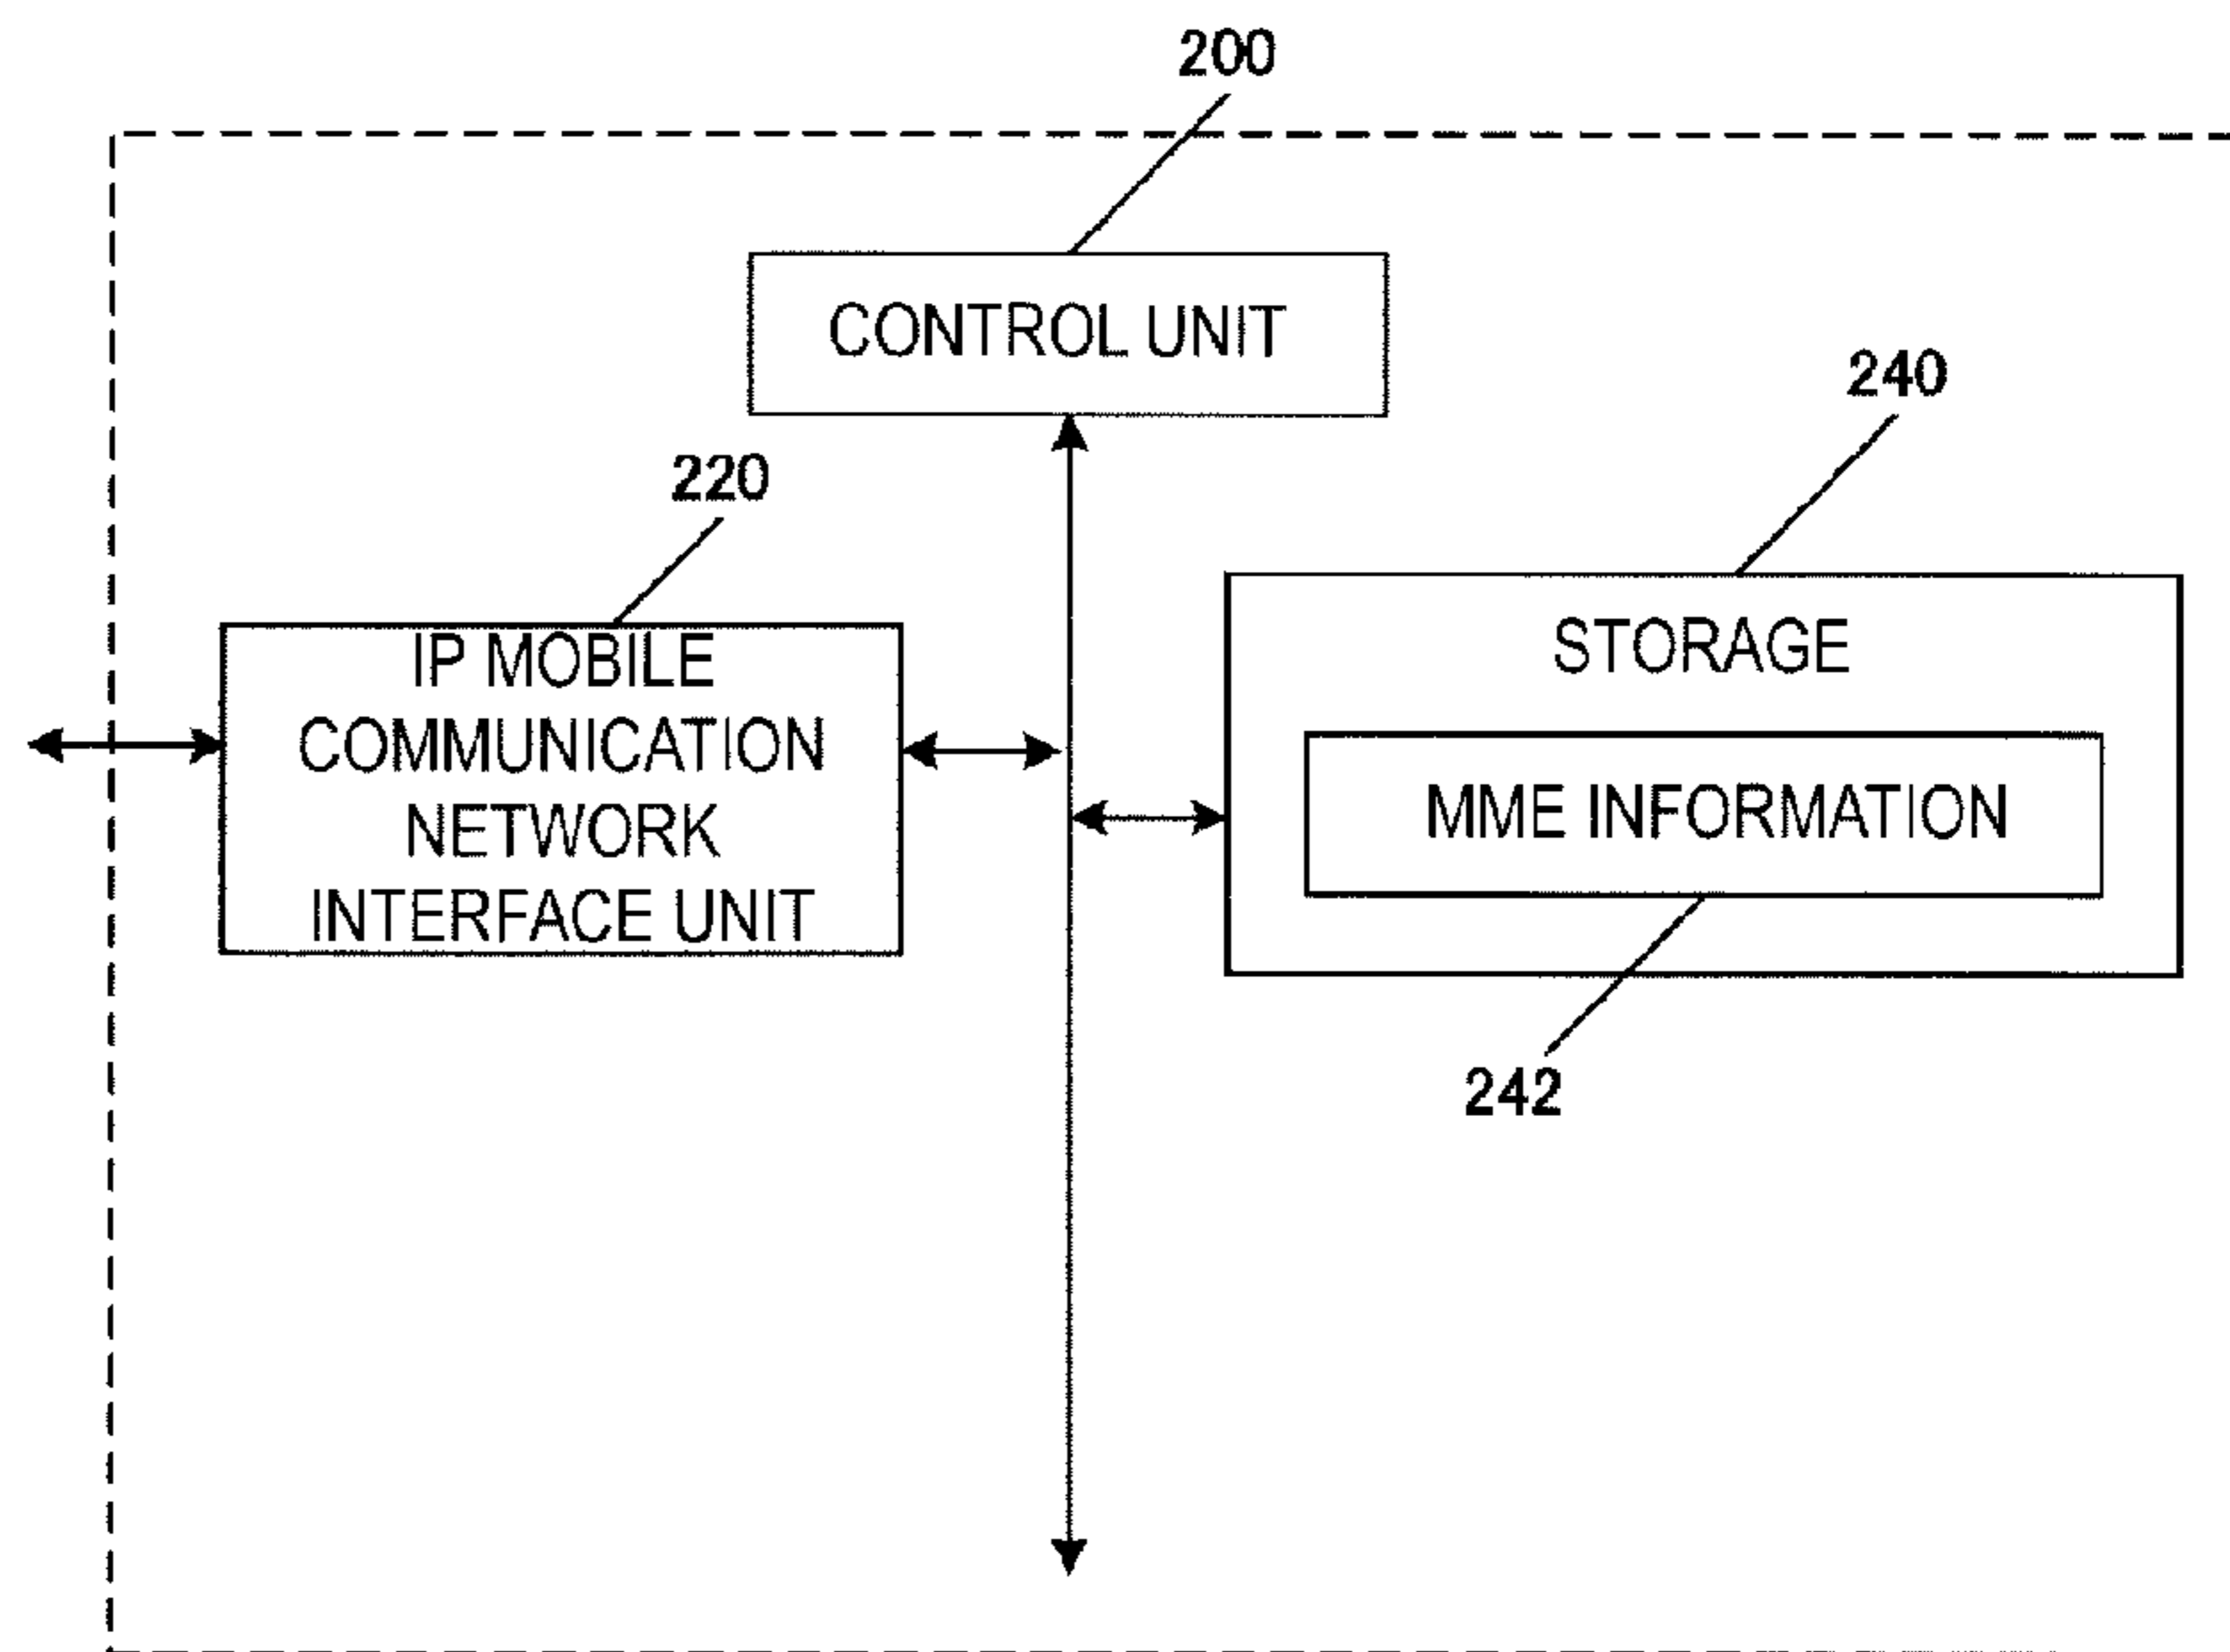 200
CONTROL UNIT
240
220
IP MOBILE
COMMUNICATION
NETWORK
INTERFACE UNIT
STORAGE
MME INFORMATION
242